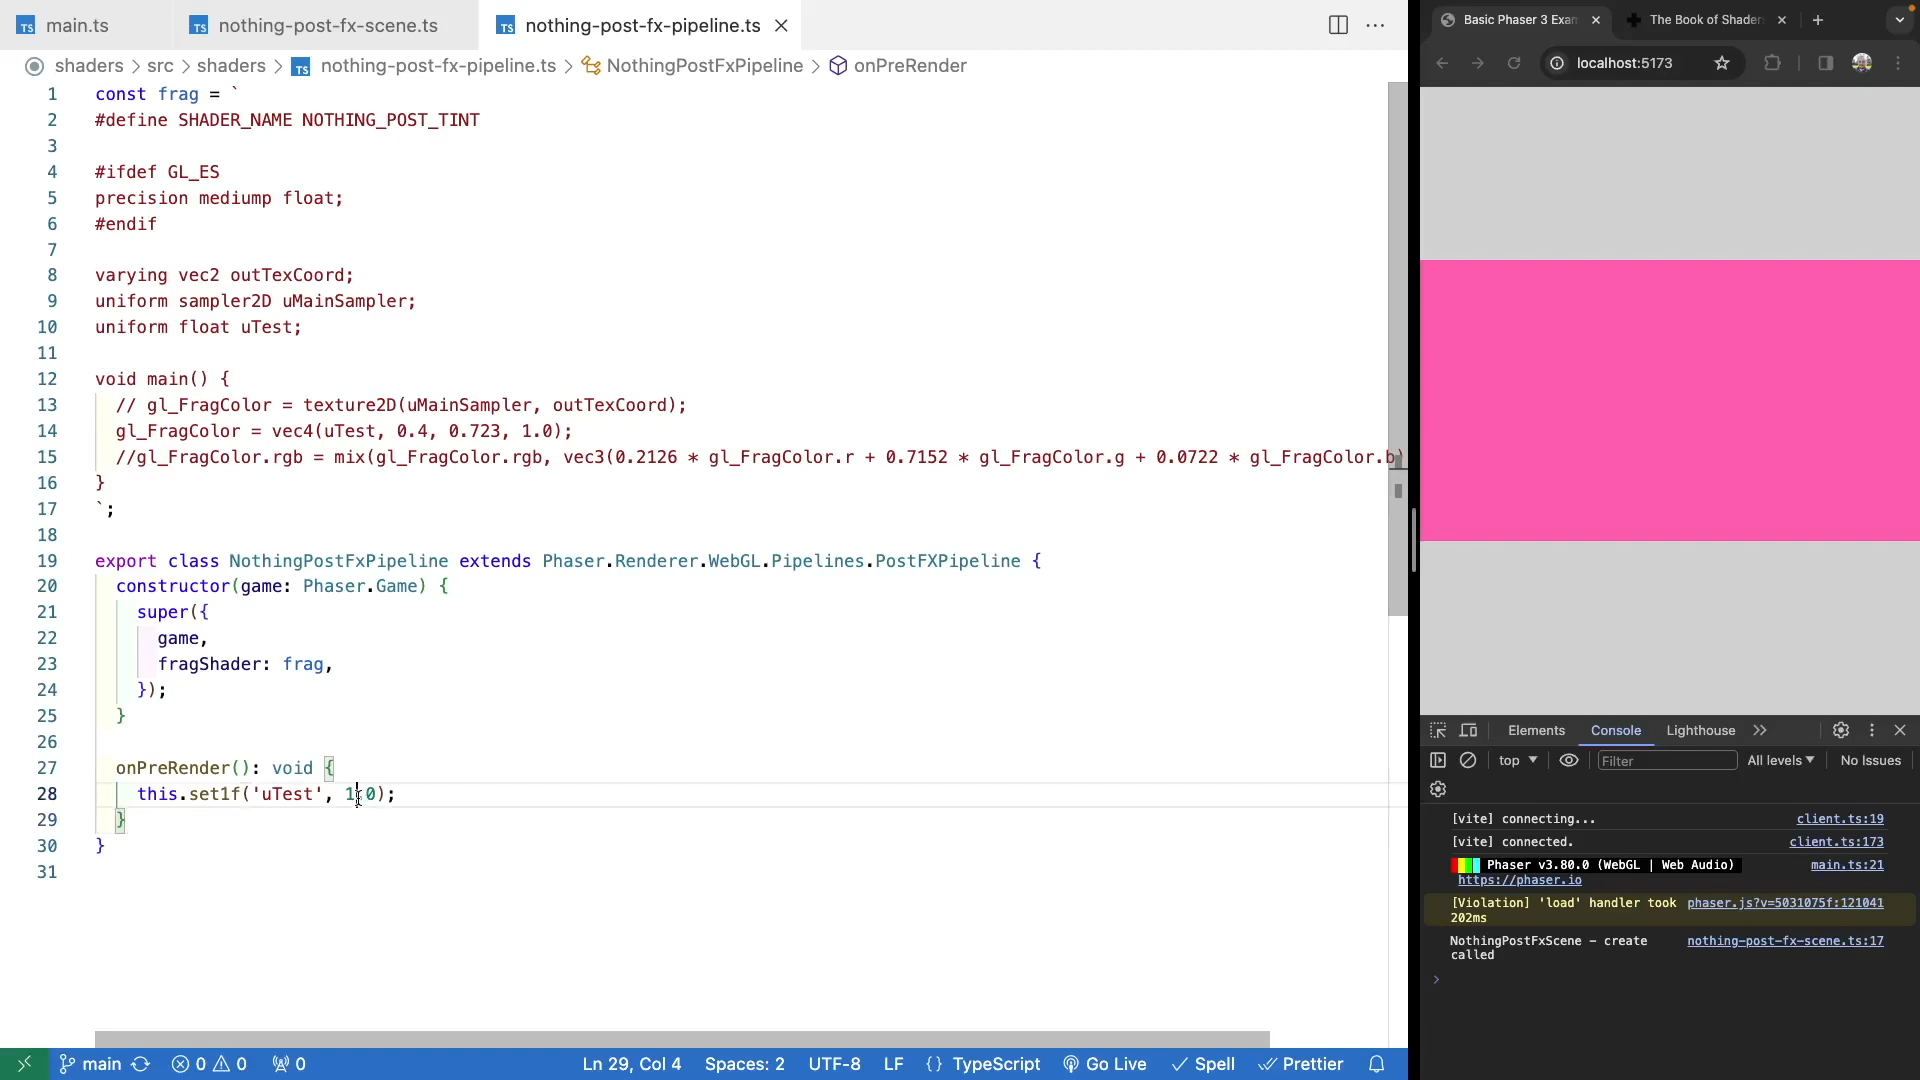 main.ts
nothing-post-fx-scene.ts
nothing-post-fx-pipeline.ts
shaders > src > shaders > nothing-post-fx-pipeline.ts > NothingPostFxPipeline > onPreRender
1 const frag = `
2 #define SHADER_NAME NOTHING_POST_TINT
3
4 #ifdef GL_ES
5 precision mediump float;
6 #endif
7
8 varying vec2 outTexCoord;
9 uniform sampler2D uMainSampler;
10 uniform float uTest;
11
12 void main() {
13 // gl_FragColor = texture2D(uMainSampler, outTexCoord);
14 gl_FragColor = vec4(uTest, 0.4, 0.723, 1.0);
15 //gl_FragColor.rgb = mix(gl_FragColor.rgb, vec3(0.2126 * gl_FragColor.r + 0.7152 * gl_FragColor.g + 0.0722 * gl_FragColor.b)
16 }
17 `;
18
19 export class NothingPostFxPipeline extends Phaser.Renderer.WebGL.Pipelines.PostFXPipeline {
20 constructor(game: Phaser.Game) {
21 super({
22 game,
23 fragShader: frag,
24 });
25 }
26
27 onPreRender(): void {
28 this.set1f('uTest', 1.0);
29 }
30 }
31
main
0
0
0
Ln 29, Col 4
Spaces: 2
UTF-8
LF
{} TypeScript
Go Live
Spell
Prettier
Basic Phaser 3 Exam
The Book of Shader
localhost:5173
Elements
Console
Lighthouse
top
Filter
All levels
No Issues
[vite] connecting... client.ts:19
[vite] connected. client.ts:173
Phaser v3.80.0 (WebGL | Web Audio) main.ts:21
https://phaser.io
[Violation] 'load' handler took phaser.js?v=5031075f:121041
202ms
NothingPostFxScene - create nothing-post-fx-scene.ts:17
called